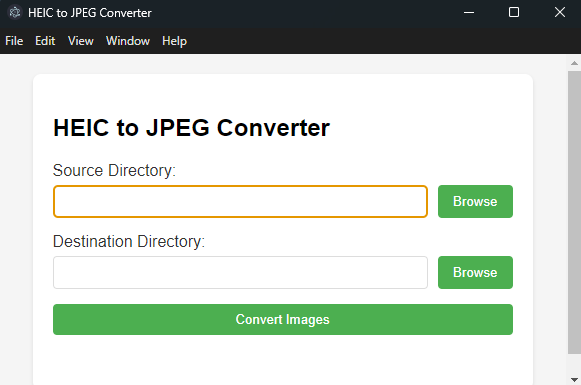 HEIC to JPEG Converter
File Edit View Window Help
HEIC to JPEG Converter
Source Directory:
Browse
Destination Directory:
Browse
Convert Images